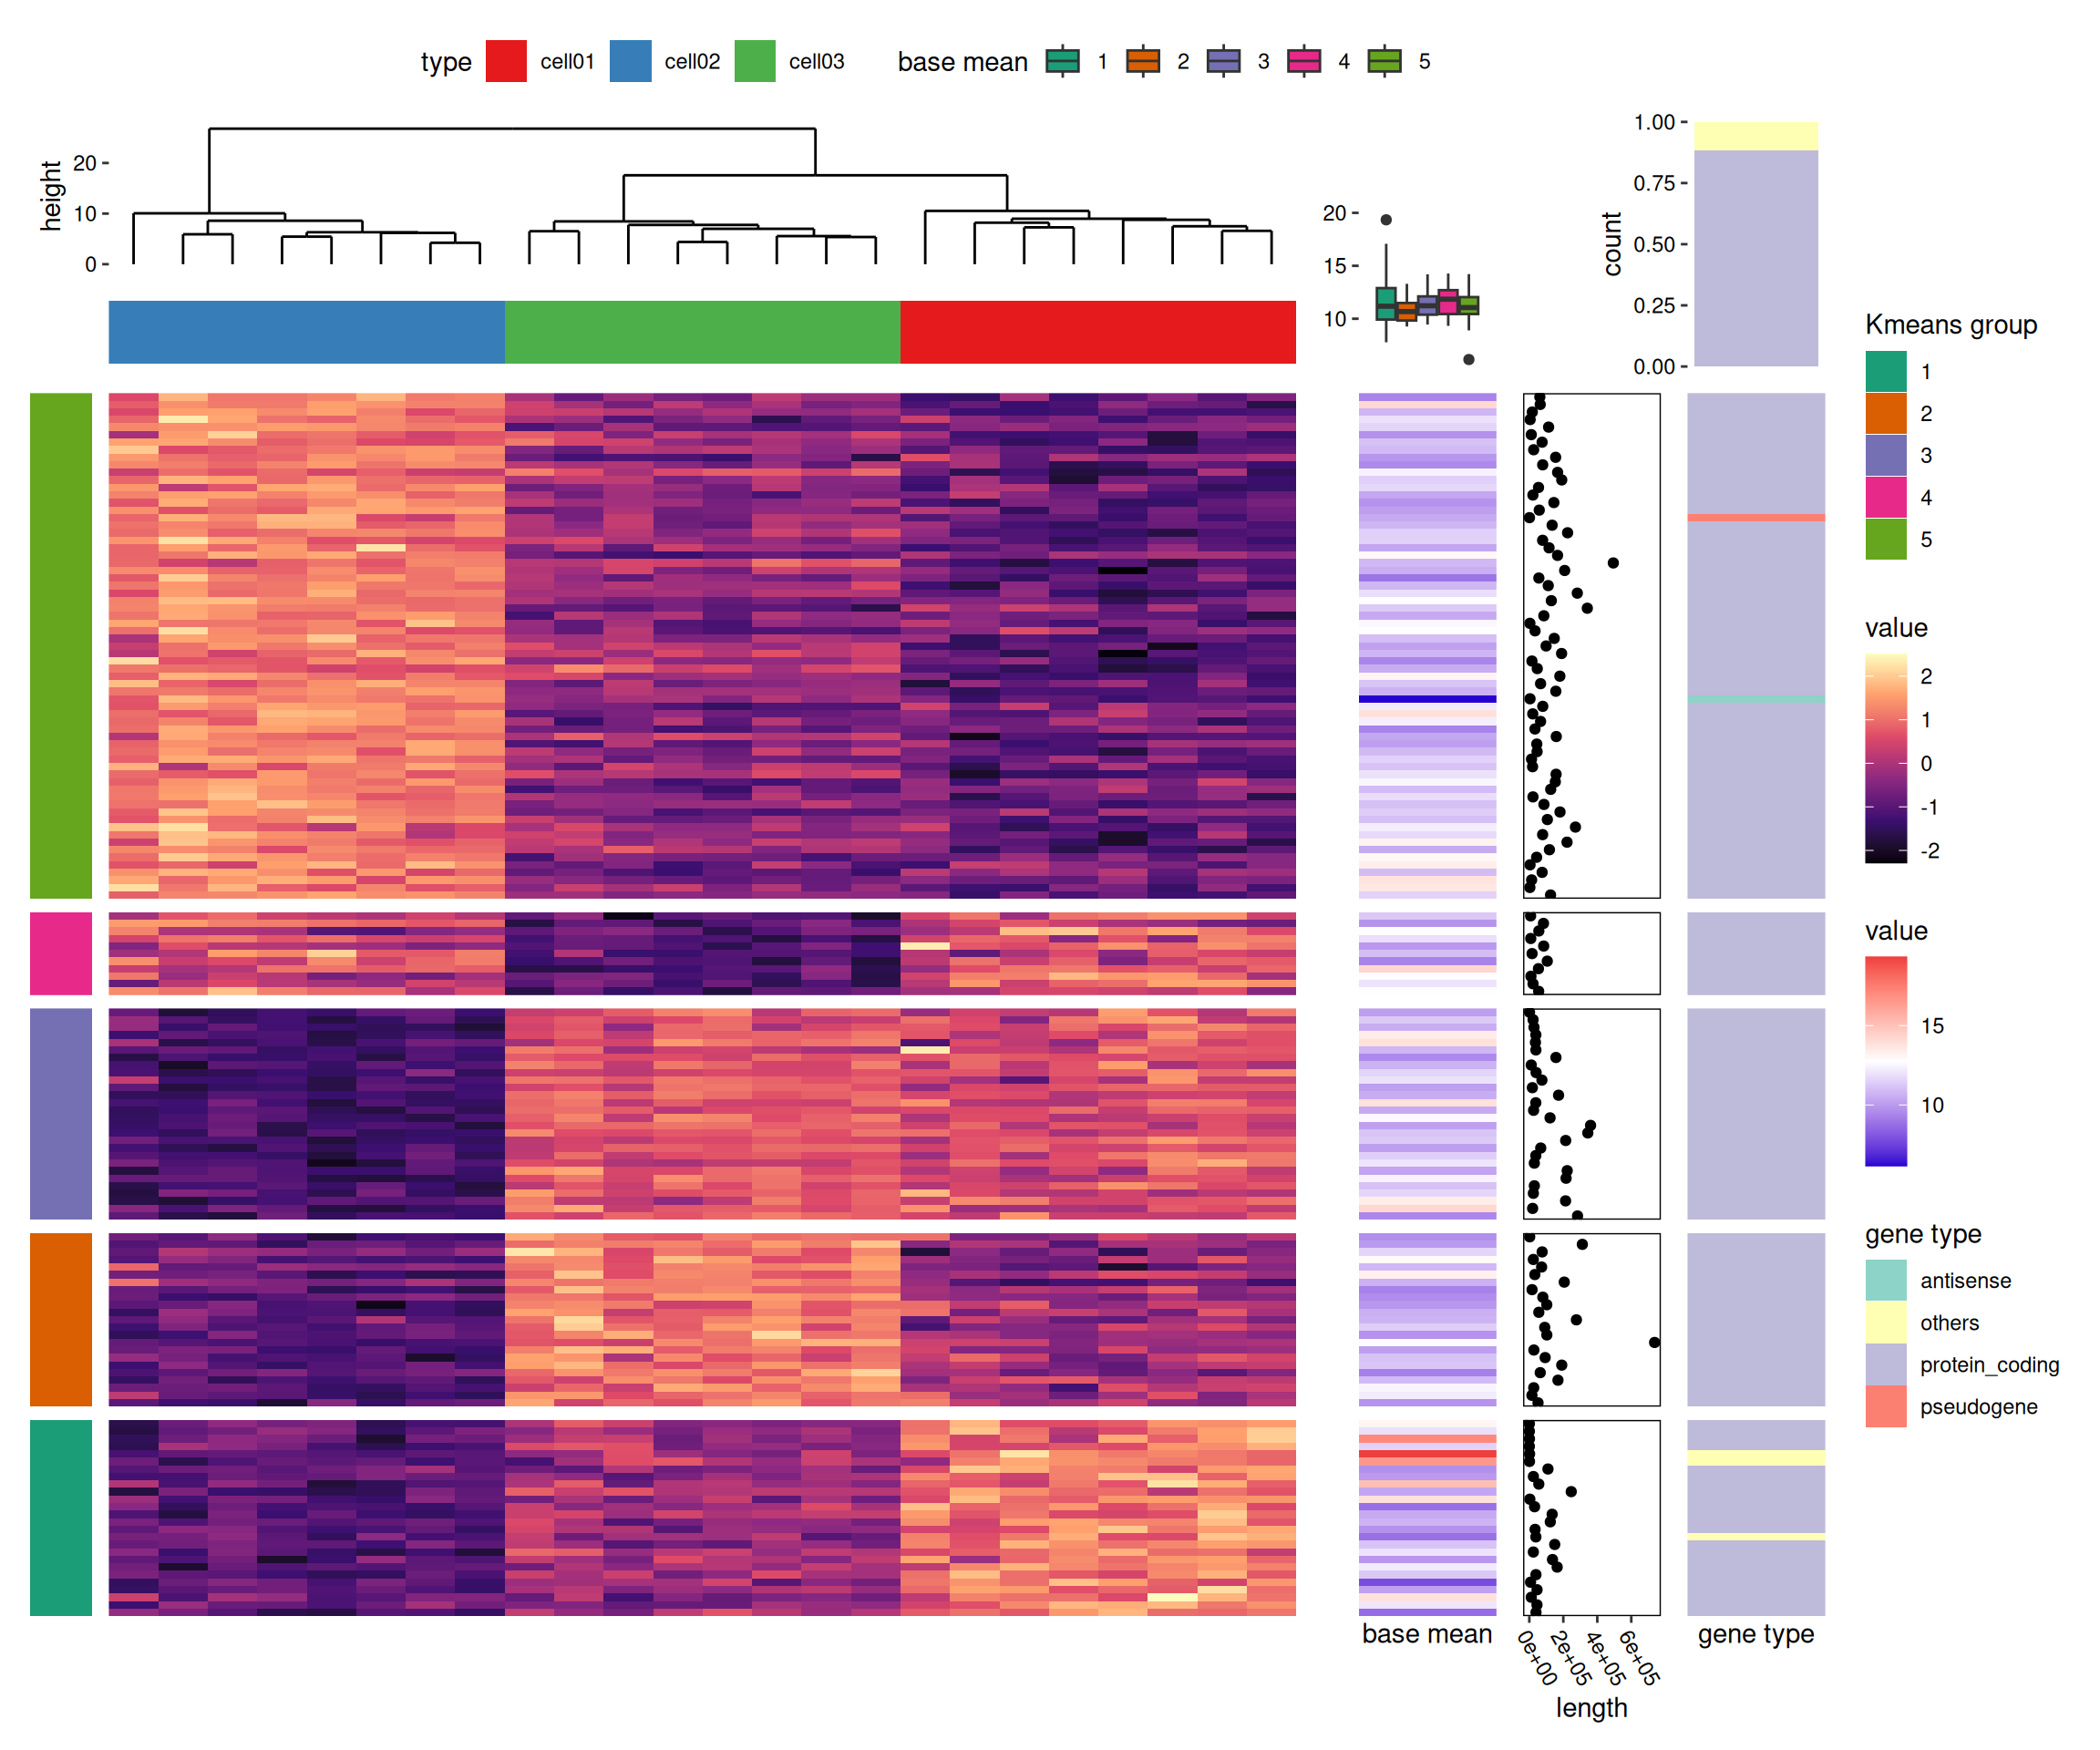 type cell01 cell02 cell03 base mean 1 2 3 4 5
height
20
10
0
20
15
10
count
1.00
0.75
0.50
0.25
0.00
Kmeans group
1
2
3
4
5
value
2
1
0
-1
-2
value
15
10
gene type
antisense
others
protein_coding
pseudogene
base mean
0e+00
2e+05
4e+05
6e+05
length
gene type